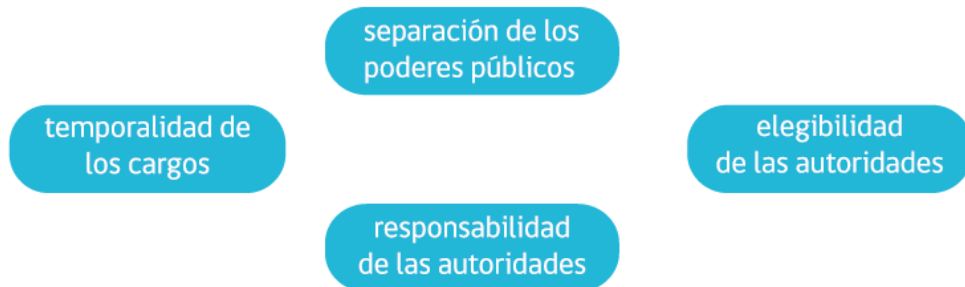 separación de los
poderes públicos
temporalidad de
los cargos
elegibilidad
de las autoridades
responsabilidad
de las autoridades